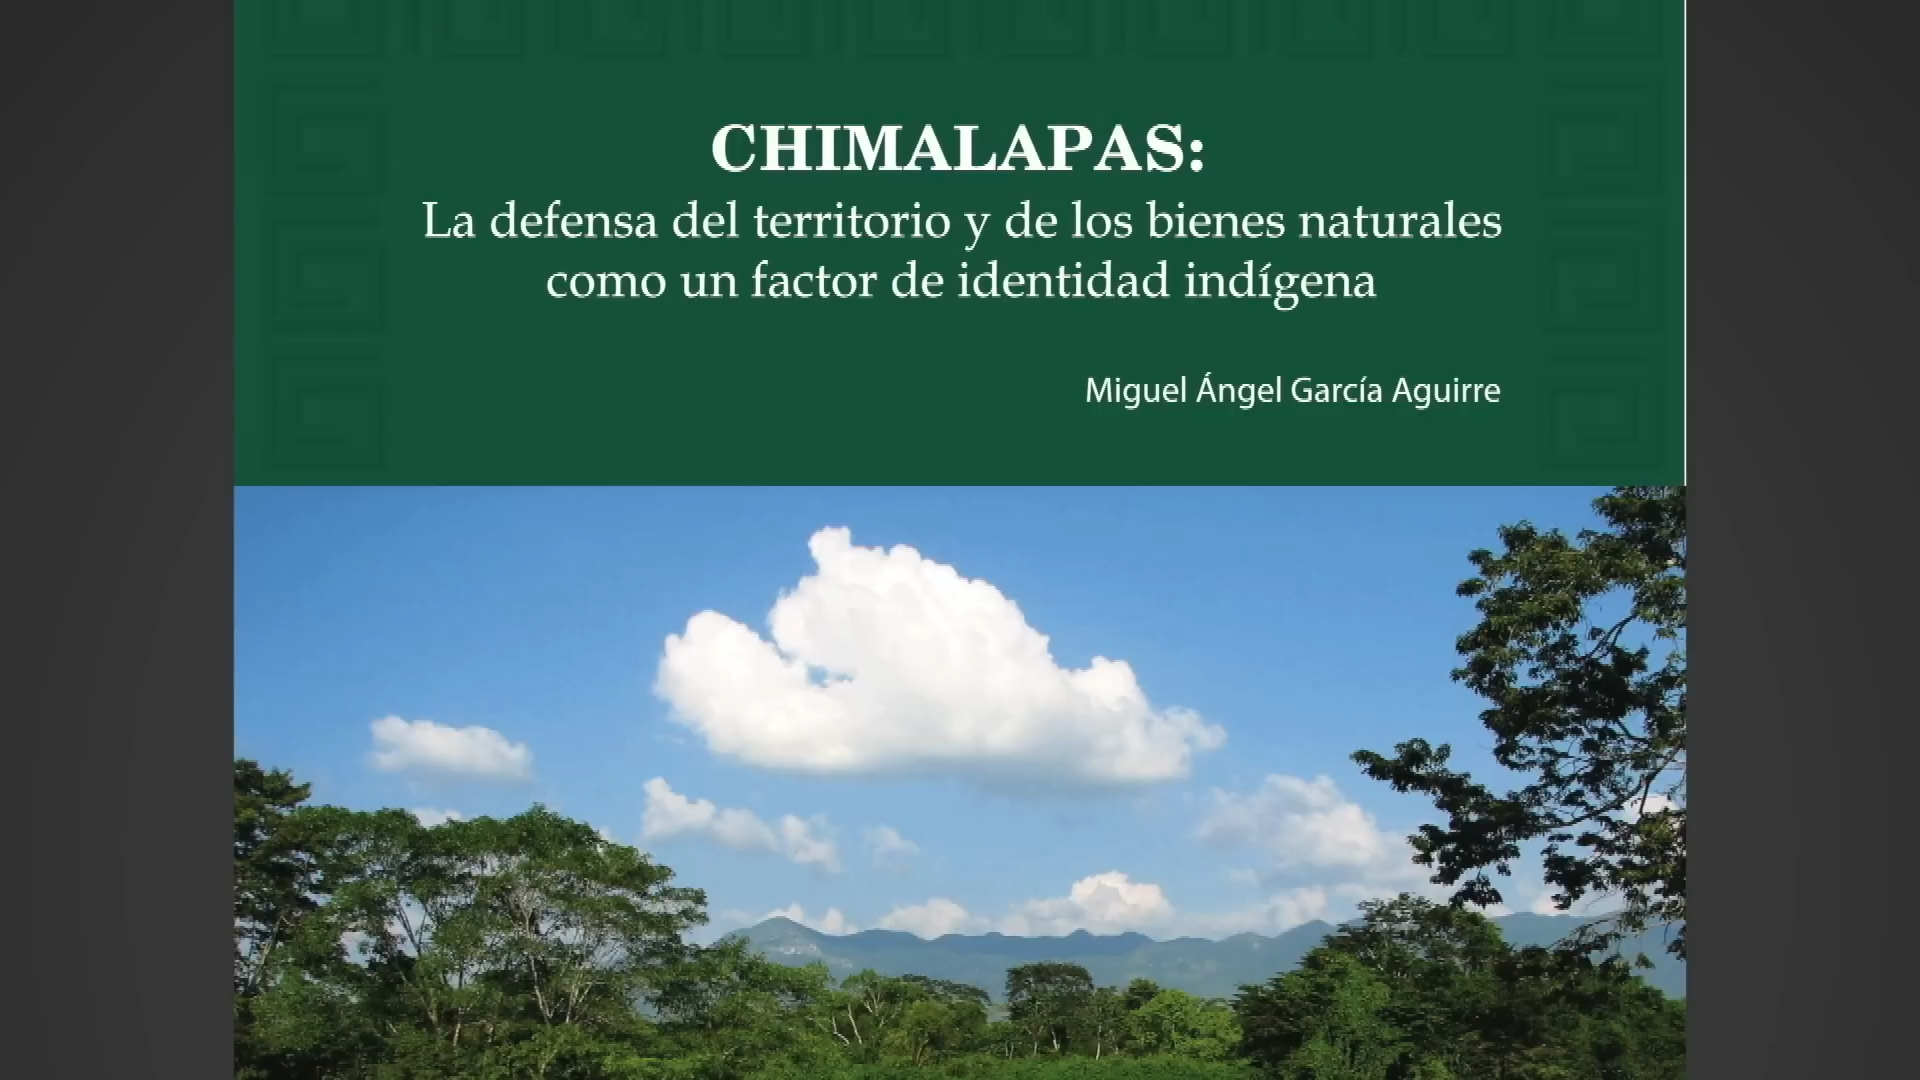 CHIMALAPAS:
La defensa del territorio y de los bienes naturales
como un factor de identidad indígena
Miguel Ángel García Aguirre